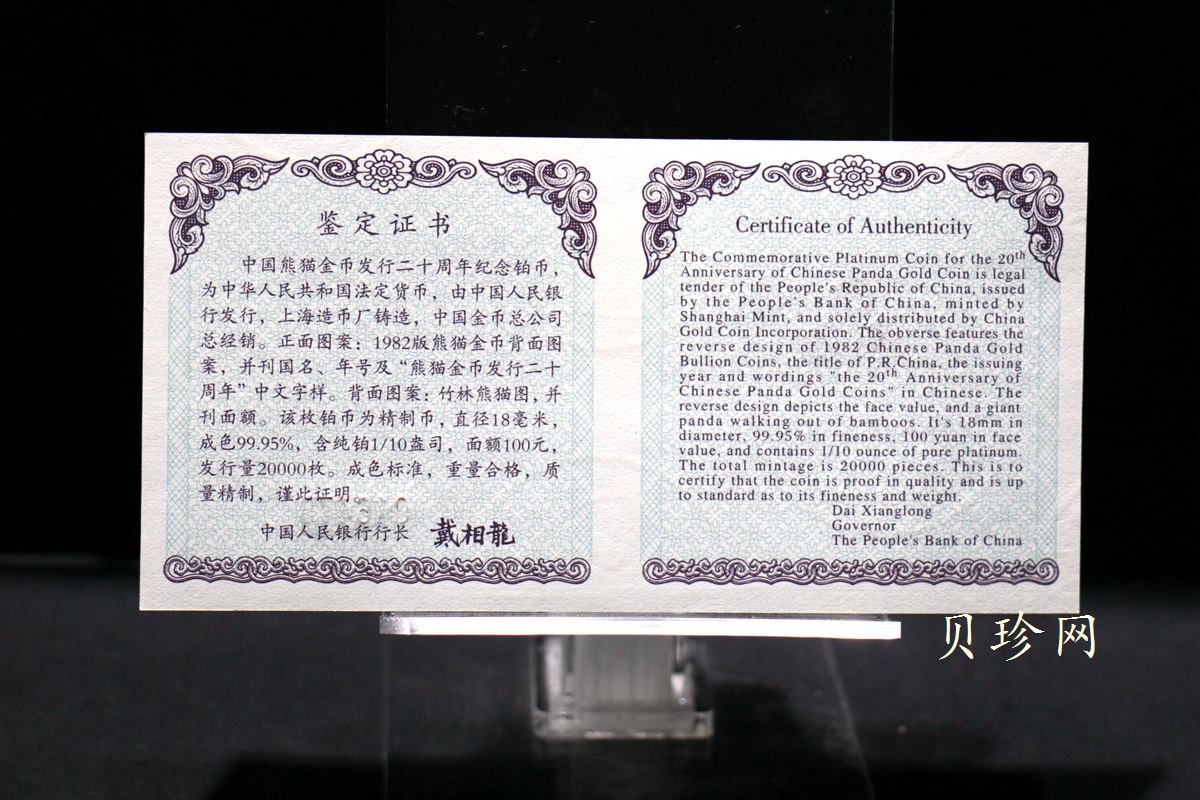 鉴定证书
中国熊猫金币发行二十周年纪念铂币，
为中华人民共和国法定货币，由中国人民银
行发行，上海造币厂铸造，中国金币总公司
总经销。正面图案：1982版熊猫金币背面图
案，并刊国名、年号及“熊猫金币发行二十
周年”中文字样。背面图案：竹林熊猫图，并
刊面额。该枚铂币为精制币，直径18毫米，
成色99.95%，含纯铂1/10盎司，面额100元，
发行量20000枚。成色标准，重量合格，质
量精制，谨此证明。
中国人民银行行长 戴相龍
Certificate of Authenticity
The Commemorative Platinum Coin for the 20th
Anniversary of Chinese Panda Gold Coin is legal
tender of the People's Republic of China, issued
by the People's Bank of China, minted by
Shanghai Mint, and solely distributed by China
Gold Coin Incorporation. The obverse features the
reverse design of 1982 Chinese Panda Gold
Bullion Coins, the title of P.R.China, the issuing
year and wordings "the 20th Anniversary of
Chinese Panda Gold Coins" in Chinese. The
reverse design depicts the face value, and a giant
panda walking out of bamboos. It's 18mm in
diameter, 99.95% in fineness, 100 yuan in face
value, and contains 1/10 ounce of pure platinum.
The total mintage is 20000 pieces. This is to
certify that the coin is proof in quality and is up
to standard as to its fineness and weight.
Dai Xianglong
Governor
The People's Bank of China
贝珍网